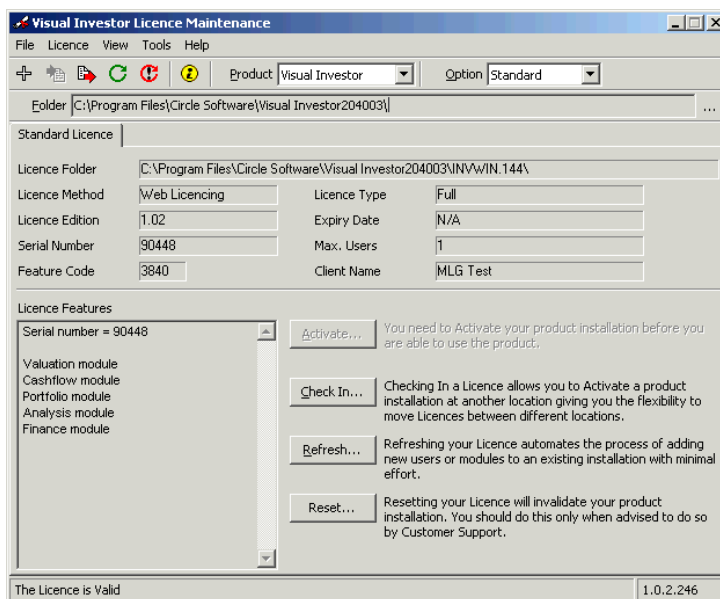 Visual Investor Licence Maintenance
File Licence View Tools Help
Product Visual Investor Option Standard
Folder C:\Program Files\Circle Software\Visual Investor204003\
...
Standard Licence
Licence Folder C:\Program Files\Circle Software\Visual Investor204003\INVWIN.144\
Licence Method Web Licencing Licence Type Full
Licence Edition 1.02 Expiry Date N/A
Serial Number 90448 Max. Users 1
Feature Code 3840 Client Name MLG Test
Licence Features
Serial number = 90448
Valuation module
Cashflow module
Portfolio module
Analysis module
Finance module
Activate...
You need to Activate your product installation before you
are able to use the product.
Check In...
Checking In a Licence allows you to Activate a product
installation at another location giving you the flexibility to
move Licences between different locations.
Refresh...
Refreshing your Licence automates the process of adding
new users or modules to an existing installation with minimal
effort.
Reset...
Resetting your Licence will invalidate your product
installation. You should do this only when advised to do so
by Customer Support.
The Licence is Valid 1.0.2.246